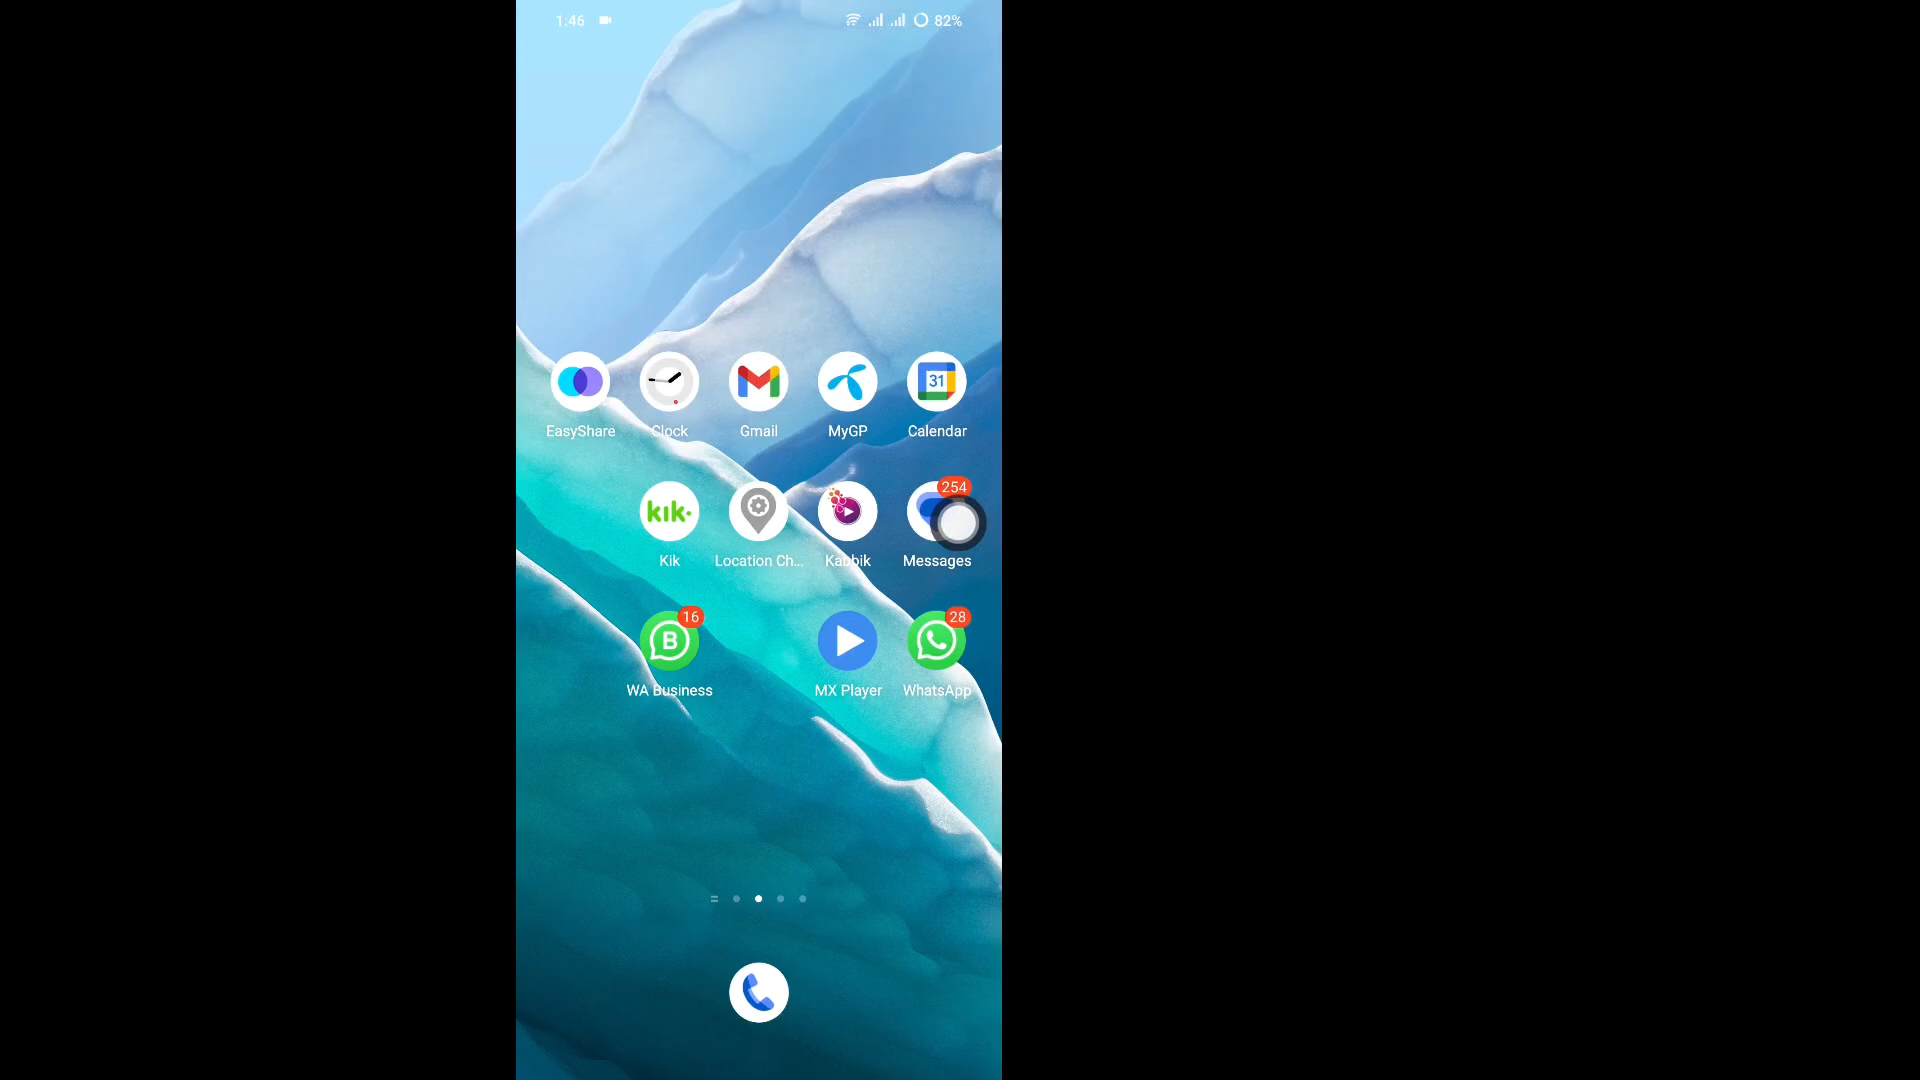 1:46 82%
EasyShare Clock Gmail MyGP 31 Calendar
kik. 254
Kik Location Ch... Kabbik Messages
B 16 28
WA Business MX Player WhatsApp